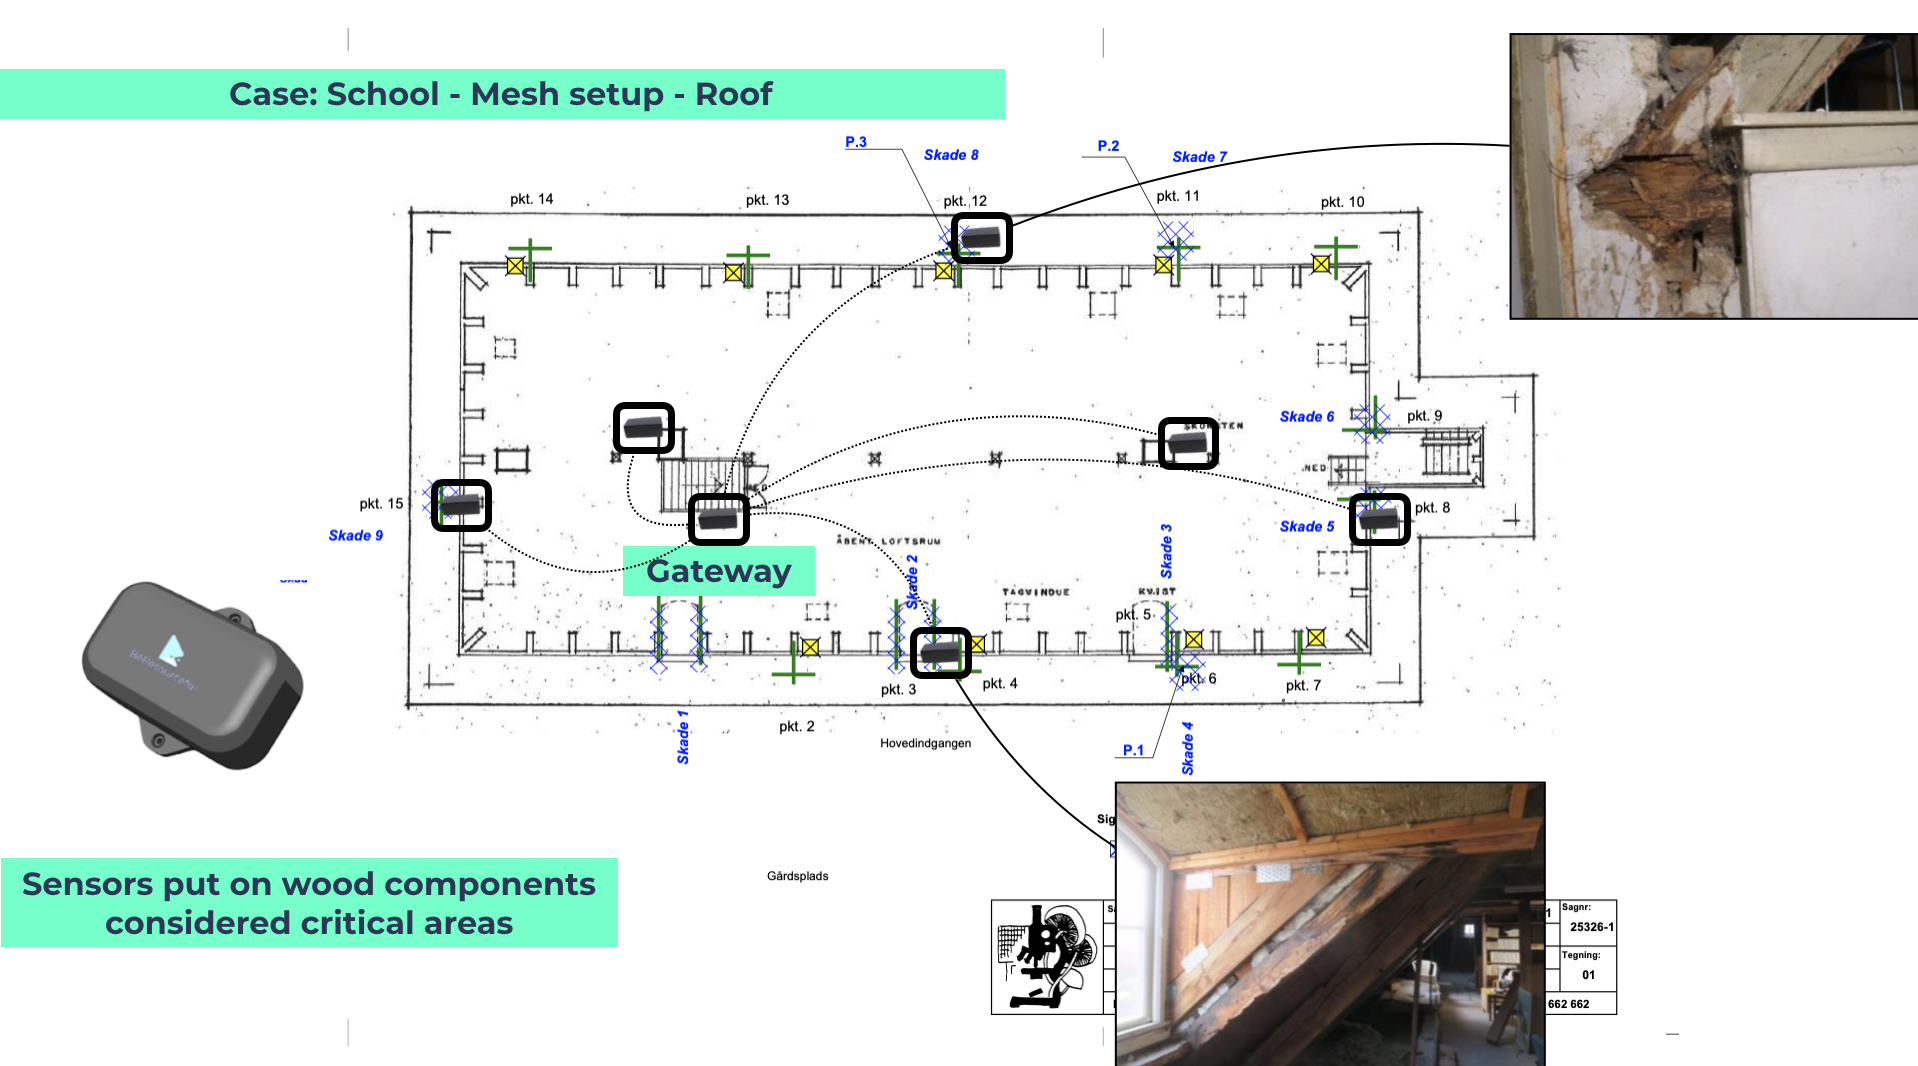 Case: School - Mesh setup - Roof
P.3
Skade 8
P.2
Skade 7
pkt. 14
pkt. 13
pkt. 12
pkt. 11
pkt. 10
Skade 6
pkt. 9
SKORSTEN
NED
pkt. 15
Skade 9
pkt. 8
Skade 5
Gateway
ÅBENT LOFTSRUM
Skade 2
Skade 3
TAGVINDUE
KVIST
pkt. 5
pkt. 3
pkt. 4
pkt. 6
pkt. 7
Skade 1
pkt. 2
Hovedindgangen
P.1
Skade 4
BeResourceful
Sig
Gårdsplads
Sensors put on wood components
considered critical areas
Sagnr:
25326-1
Tegning:
01
662 662